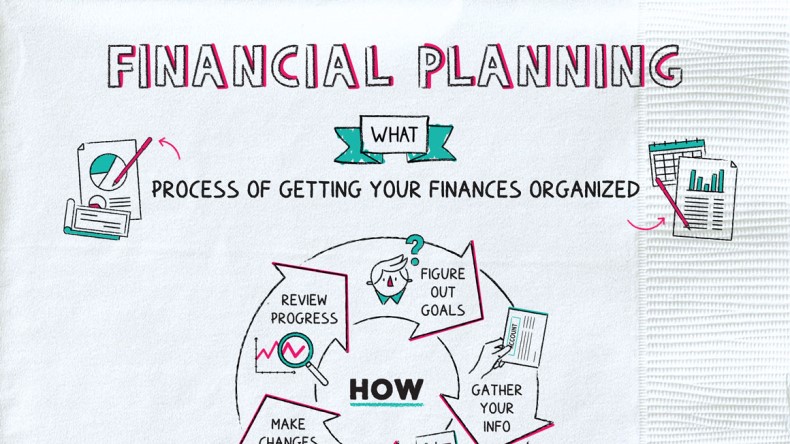 FINANCIAL PLANNING
WHAT
PROCESS OF GETTING YOUR FINANCES ORGANIZED
FIGURE
OUT
GOALS
REVIEW
PROGRESS
ACCOUNT
HOW
GATHER
YOUR
INFO
MAKE
CHANGES